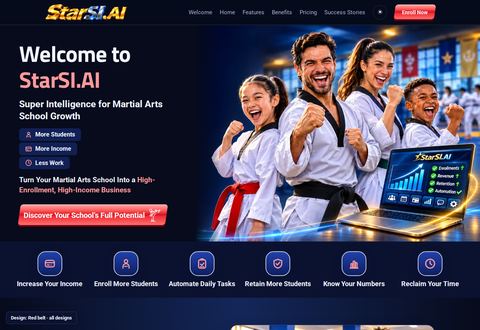 StarSI.AI
Welcome Home Features Benefits Pricing Success Stories Enroll Now
Welcome to
StarSI.AI
Super Intelligence for Martial Arts
School Growth
More Students
More Income
Less Work
Turn Your Martial Arts School Into a High-
Enrollment, High-Income Business
Discover Your School's Full Potential
StarSI.AI
Enrollments
Revenue
Retention
Automation
Increase Your Income Enroll More Students Automate Daily Tasks Retain More Students Know Your Numbers Reclaim Your Time
Design: Red belt · all designs